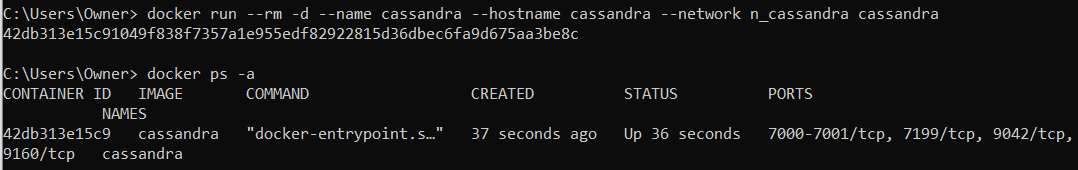 C:\Users\Owner> docker run --rm -d --name cassandra --hostname cassandra --network n_cassandra cassandra
42db313e15c91049f838f7357a1e955edf82922815d36dbec6fa9d675aa3be8c
C:\Users\Owner> docker ps -a
CONTAINER ID   IMAGE       COMMAND                  CREATED          STATUS          PORTS
          NAMES
42db313e15c9   cassandra   "docker-entrypoint.s…"   37 seconds ago   Up 36 seconds   7000-7001/tcp, 7199/tcp, 9042/tcp,
9160/tcp   cassandra